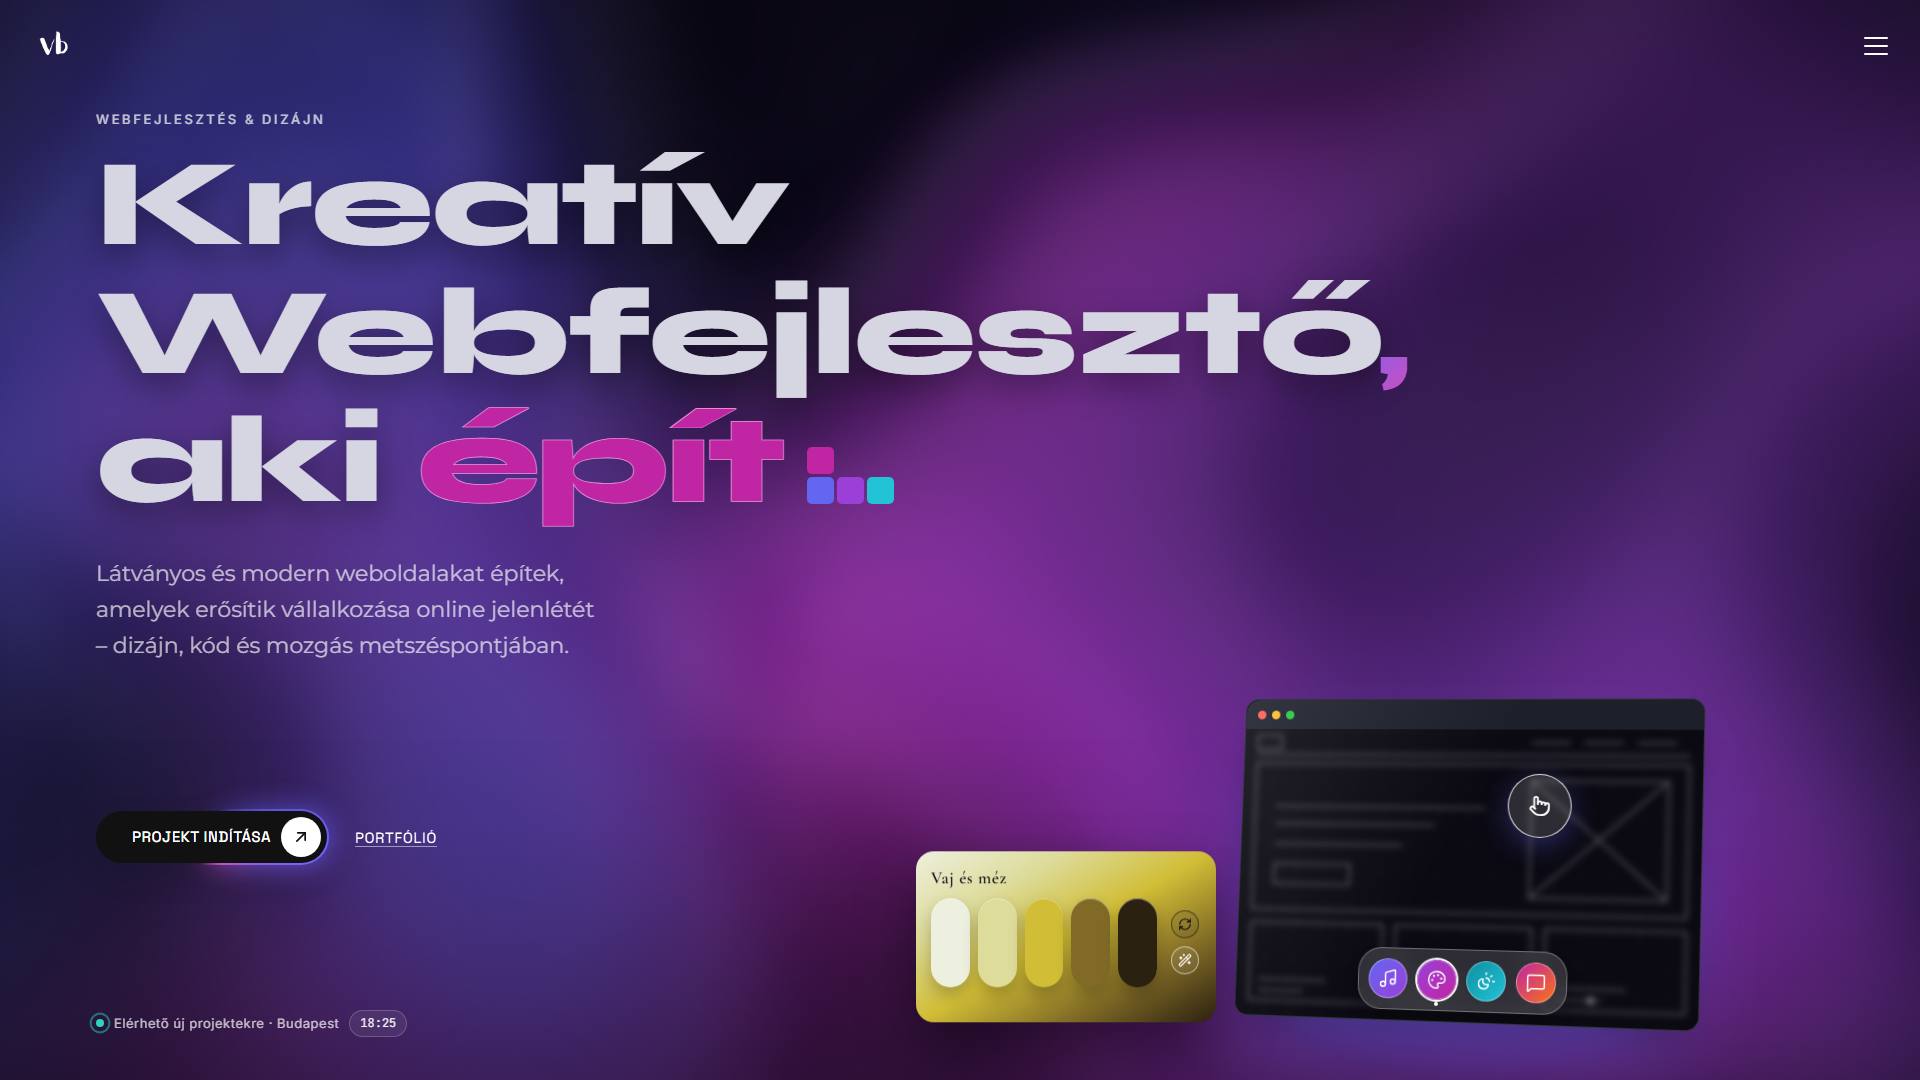 vb
WEBFEJLESZTÉS & DIZÁJN
Kreatív
Webfejlesztő,
aki épít
Látványos és modern weboldalakat építek,
amelyek erősítik vállalkozása online jelenlétét
– dizájn, kód és mozgás metszéspontjában.
PROJEKT INDÍTÁSA
PORTFÓLIÓ
Vaj és méz
Elérhető új projektekre · Budapest 18:25